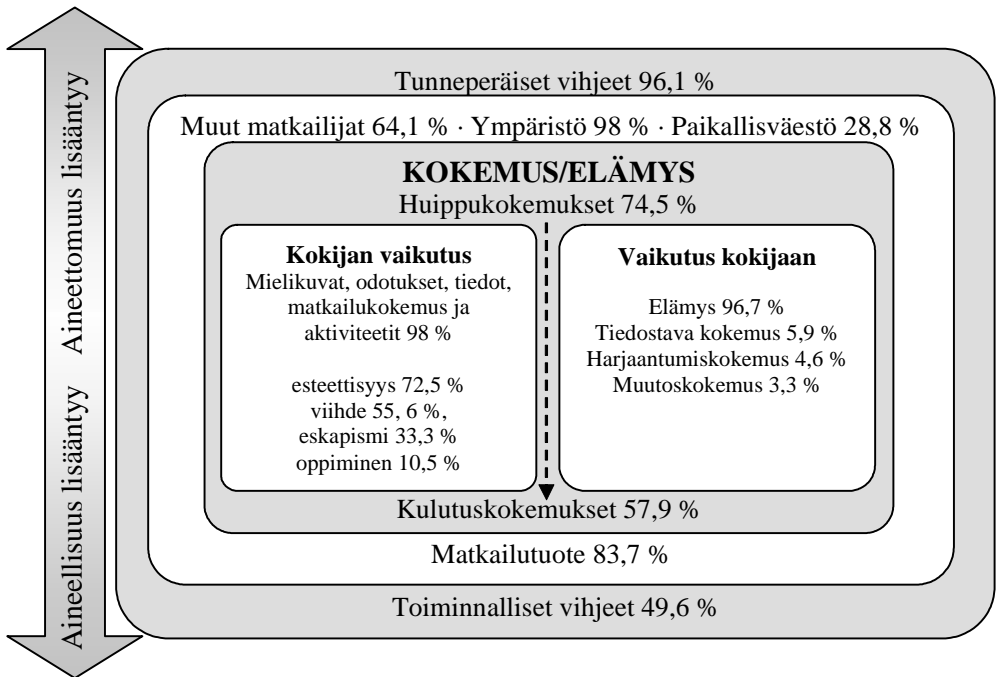 Aineettomuus lisääntyy
Aineellisuus lisääntyy
Tunneperäiset vihjeet 96,1 %
Muut matkailijat 64,1 % · Ympäristö 98 % · Paikallisväestö 28,8 %
KOKEMUS/ELÄMYS
Huippukokemukset 74,5 %
Kokijan vaikutus
Mielikuvat, odotukset, tiedot,
matkailukokemus ja
aktiviteetit 98 %
esteettisyys 72,5 %
viihde 55, 6 %,
eskapismi 33,3 %
oppiminen 10,5 %
Vaikutus kokijaan
Elämys 96,7 %
Tiedostava kokemus 5,9 %
Harjaantumiskokemus 4,6 %
Muutoskokemus 3,3 %
Kulutuskokemukset 57,9 %
Matkailutuote 83,7 %
Toiminnalliset vihjeet 49,6 %